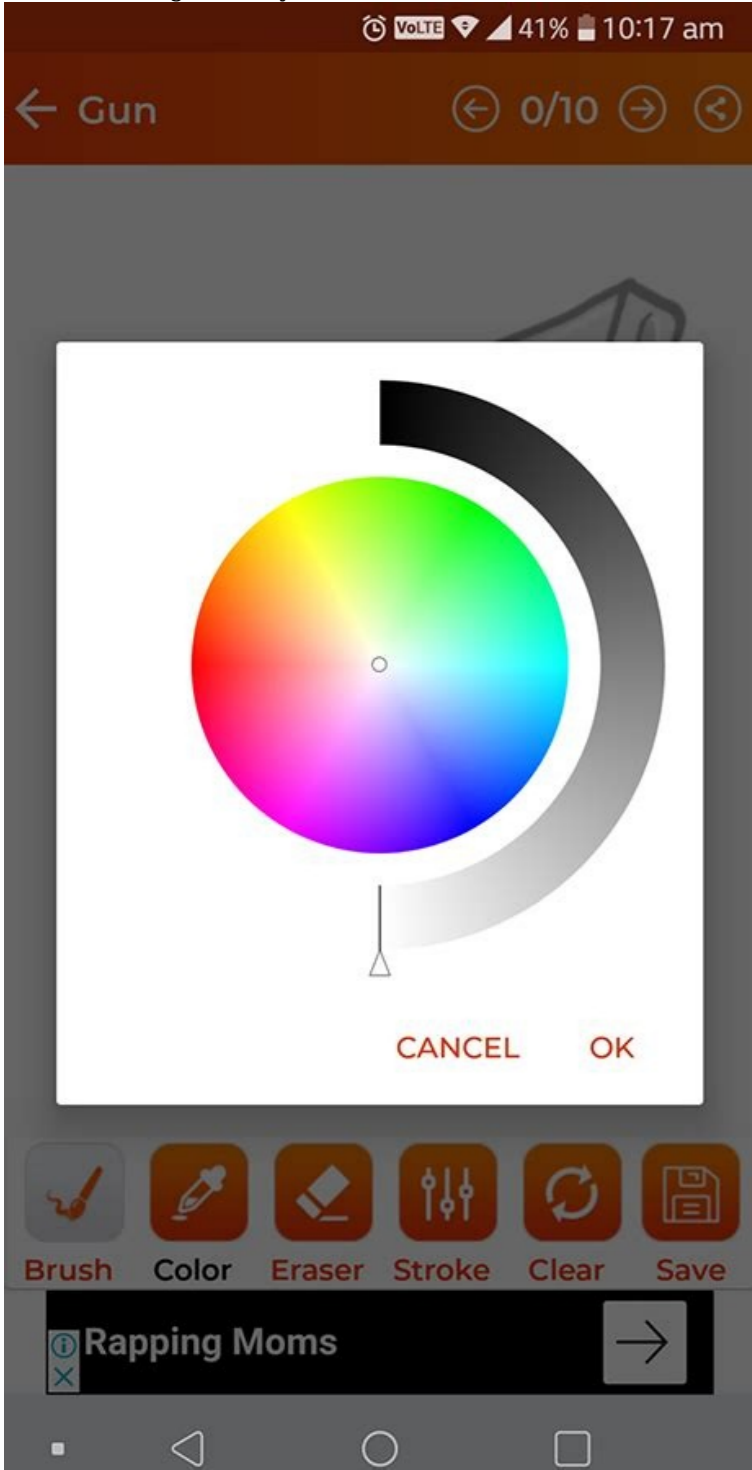 VoLTE 41% 10:17 am
Gun 0/10
CANCEL OK
Brush Color Eraser Stroke Clear Save
Rapping Moms